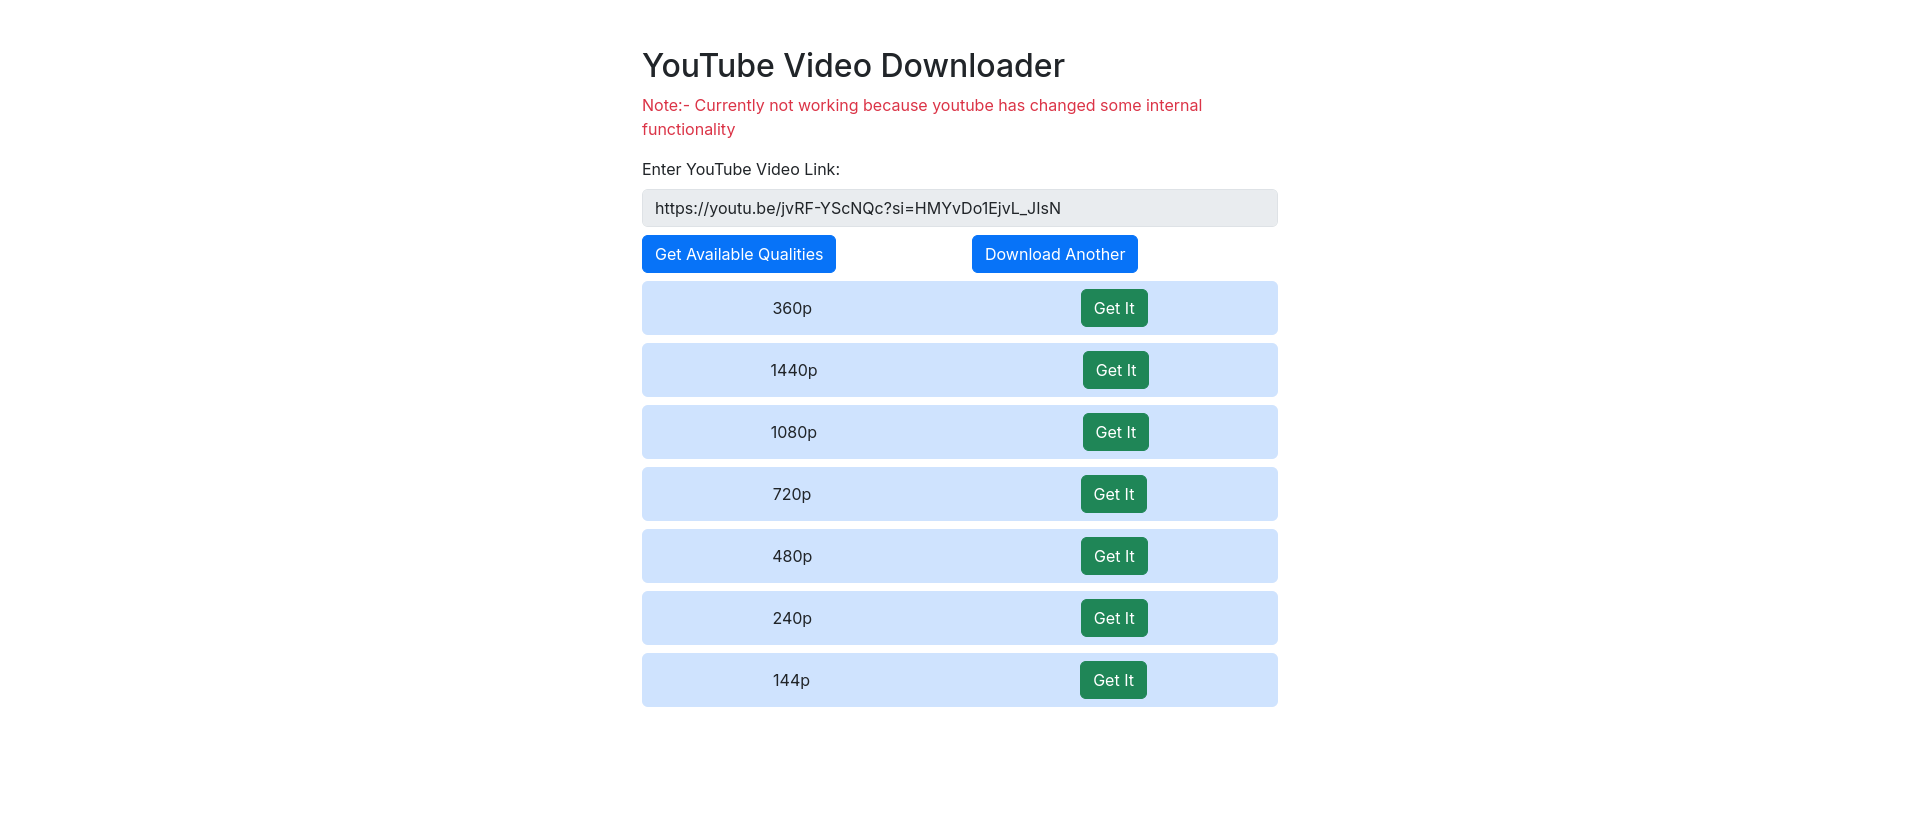 YouTube Video Downloader
Note:- Currently not working because youtube has changed some internal
functionality
Enter YouTube Video Link:
https://youtu.be/jvRF-YScNQc?si=HMYvDo1EjvL_JIsN
Get Available Qualities Download Another
360p Get It
1440p Get It
1080p Get It
720p Get It
480p Get It
240p Get It
144p Get It